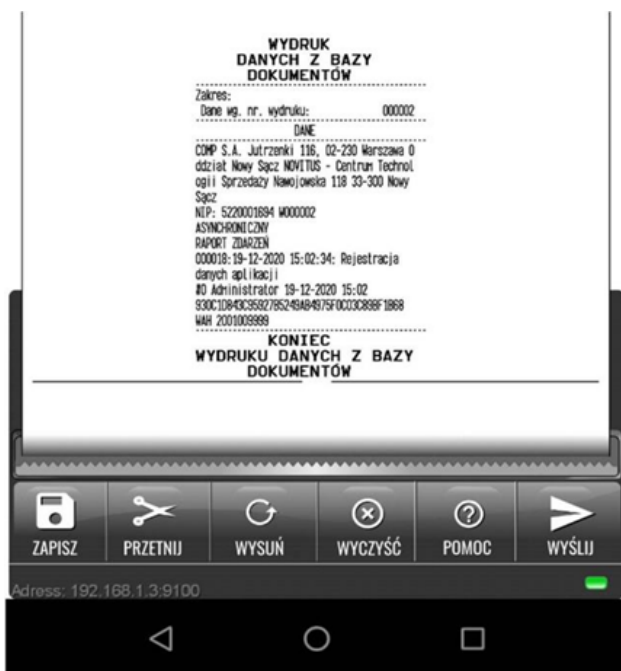 WYDRUK
DANYCH Z BAZY
DOKUMENTÓW
Zakres:
Dane wg. nr. wydruku: 000002
DANE
COMP S.A. Jutrzenki 116, 02-230 Warszawa O
ddział Nowy Sącz NOVITUS - Centrum Technol
ogii Sprzedaży Nawojowska 118 33-300 Nowy
Sącz
NIP: 5220001694 W000002
ASYNCHRONICZNY
RAPORT ZDARZEŃ
000018:19-12-2020 15:02:34: Rejestracja
danych aplikacji
#0 Administrator 19-12-2020 15:02
WAH 2001009999
KONIEC
WYDRUKU DANYCH Z BAZY
DOKUMENTÓW
ZAPISZ PRZETNIJ WYSUŃ WYCZYŚĆ POMOC WYŚLIJ
Adress: 192.168.1.3:9100